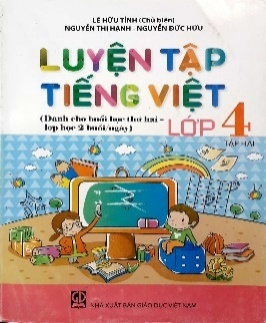 LÊ HỮU TỈNH (Chủ biên)
NGUYỄN THỊ HẠNH - NGUYỄN ĐỨC HỮU
LUYỆN TẬP
TIẾNG VIỆT
(Dành cho buổi học thứ hai -
lớp học 2 buổi/ngày)
LỚP 4
TẬP HAI
NHÀ XUẤT BẢN GIÁO DỤC VIỆT NAM